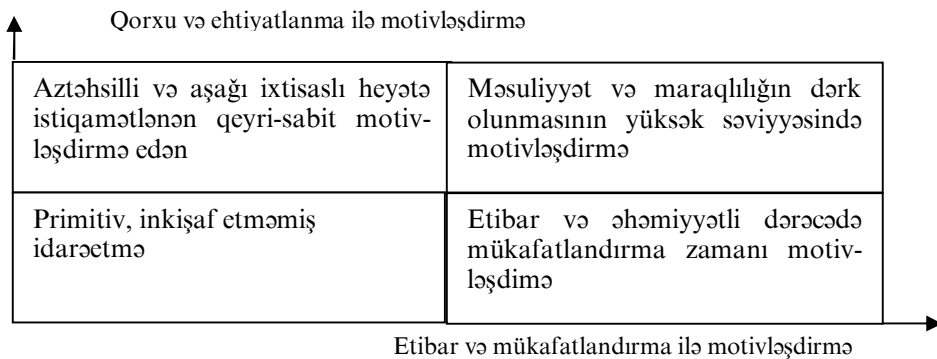 Qorxu və ehtiyatlanma ilə motivləşdirmə
Aztəhsilli və aşağı ixtisaslı heyətə
istiqamətlənən qeyri-sabit motiv-
ləşdirmə edən
Məsuliyyət və maraqlılığın dərk
olunmasının yüksək səviyyəsində
motivləşdirmə
Primitiv, inkişaf etməmiş
idarəetmə
Etibar və əhəmiyyətli dərəcədə
mükafatlandırma zamanı motiv-
ləşdimə
Etibar və mükafatlandırma ilə motivləşdirmə